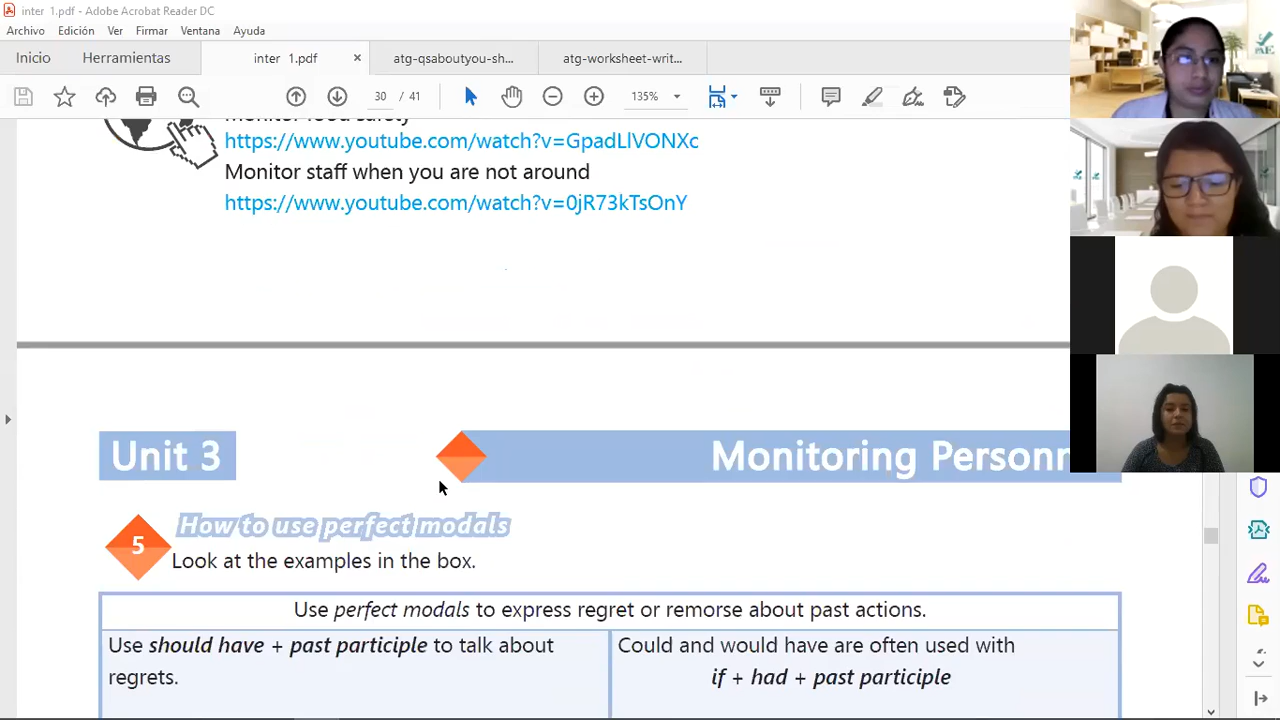 inter 1.pdf - Adobe Acrobat Reader DC
Archivo Edición Ver Firmar Ventana Ayuda
Inicio Herramientas inter 1.pdf × atg-qsaboutyou-sh... atg-worksheet-writ...
30 / 41 135%
Monitor food safety
https://www.youtube.com/watch?v=GpadLlVONXc
Monitor staff when you are not around
https://www.youtube.com/watch?v=0jR73kTsOnY
Unit 3 Monitoring Personn
How to use perfect modals
5
Look at the examples in the box.
Use perfect modals to express regret or remorse about past actions.
Use should have + past participle to talk about
regrets.
Could and would have are often used with
if + had + past participle